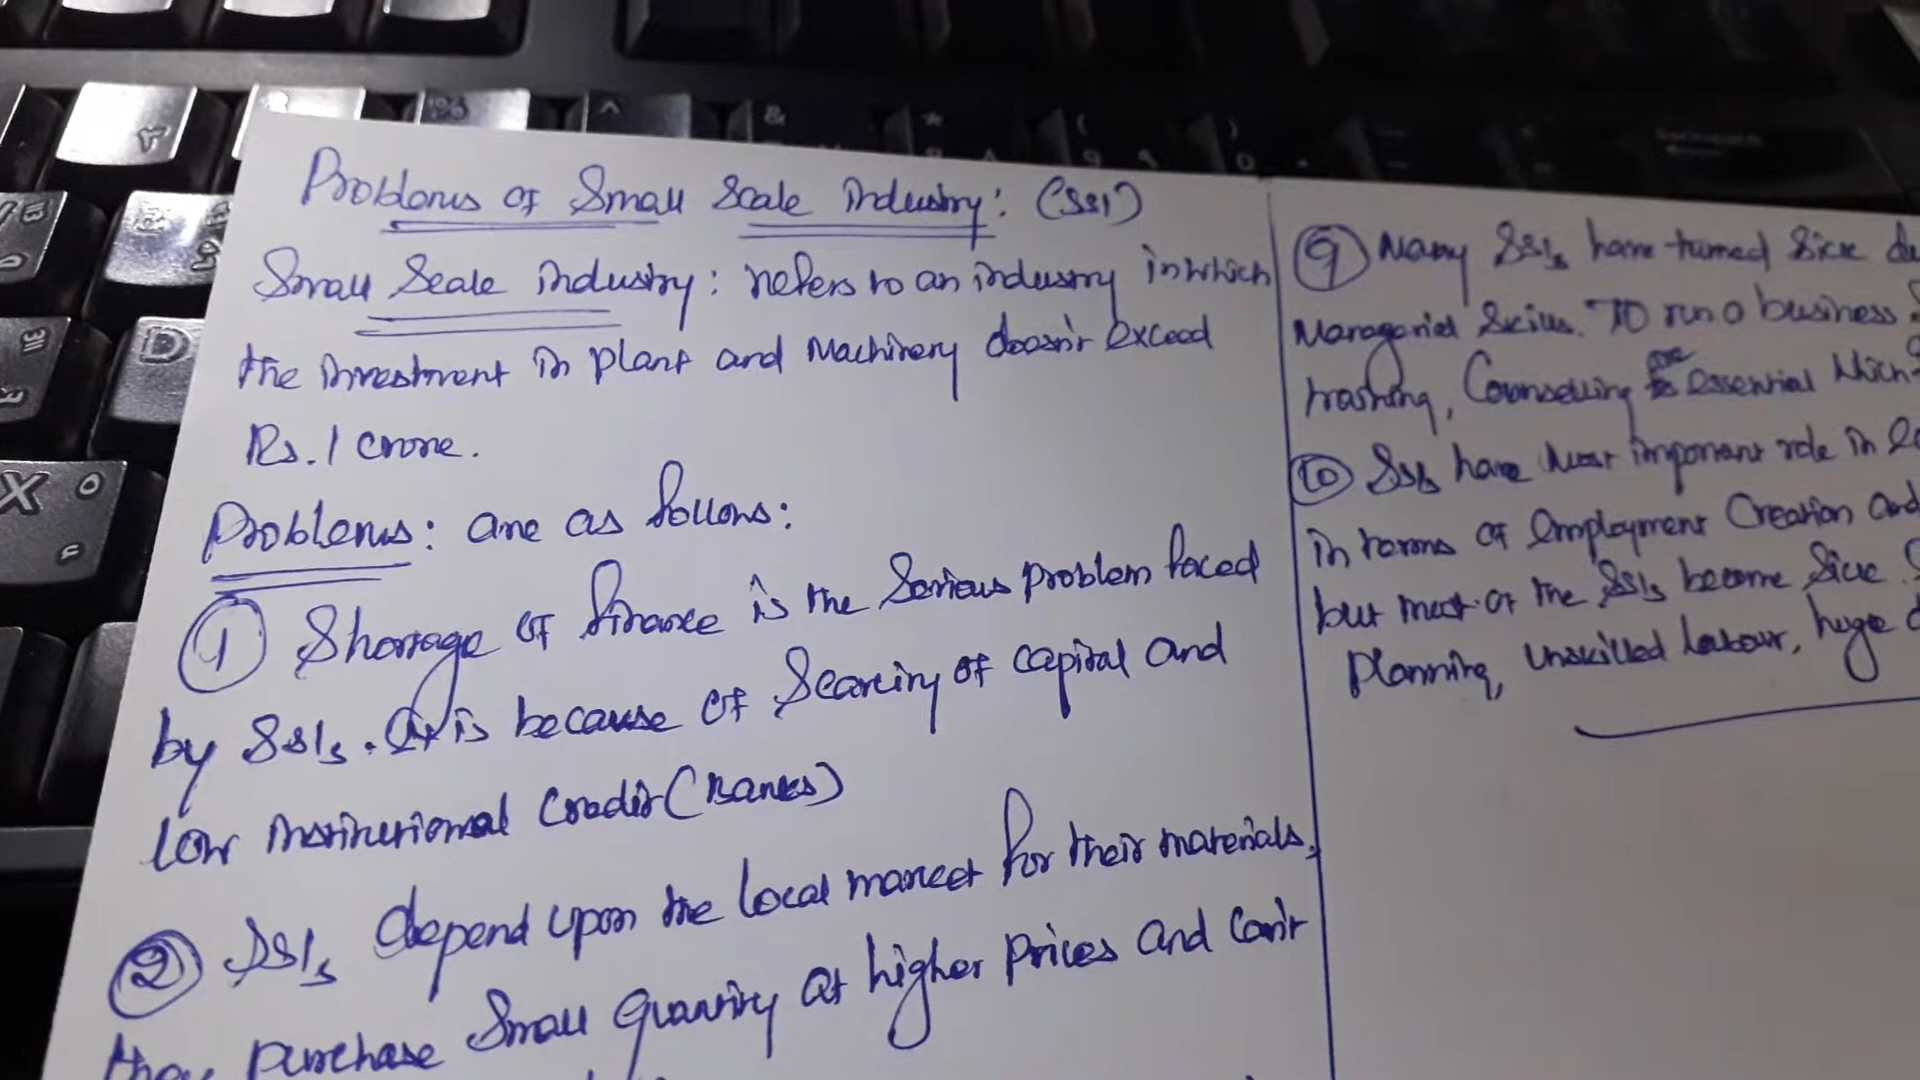 Problems of Small Scale Industry: (SSI)
Small Scale industry: refers to an industry in which
the investment in plant and Machinery doesn't exceed
Rs. 1 crore.
Problems: are as follows:
① Shortage of finance is the Serious problem faced
by SSIs. It is because of Scarcity of capital and
low Institutional Credit (Banks)
② SSIs depend upon the local market for their materials.
they purchase Small quantity at higher prices and can't
⑨ Many SSIs have turned Sick
Managerial Skills. To run a business
training, Counselling are essential which
⑩ SSIs have most important role in
in terms of employment Creation and
but most of the SSIs become Sick.
Planning, Unskilled Labour, huge